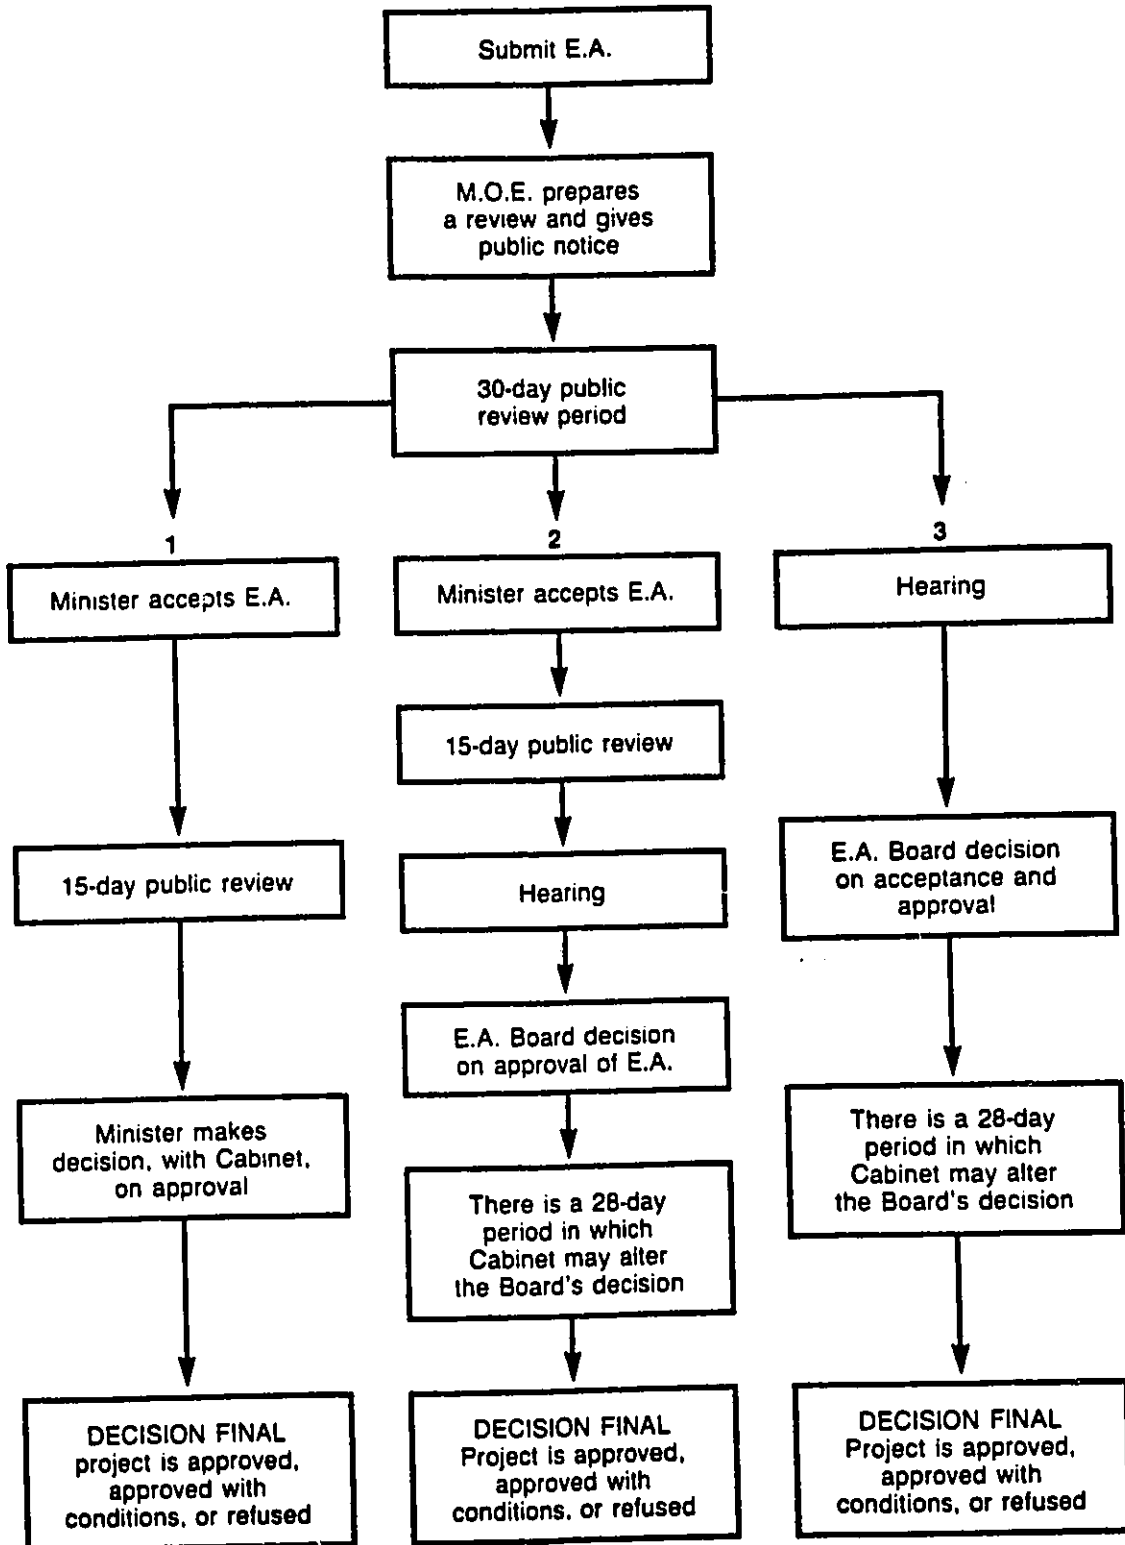 Submit E.A.
M.O.E. prepares
a review and gives
public notice
30-day public
review period
1
Minister accepts E.A.
15-day public review
Minister makes
decision, with Cabinet,
on approval
DECISION FINAL
project is approved,
approved with
conditions, or refused
2
Minister accepts E.A.
15-day public review
Hearing
E.A. Board decision
on approval of E.A.
There is a 28-day
period in which
Cabinet may alter
the Board's decision
DECISION FINAL
Project is approved,
approved with
conditions, or refused
3
Hearing
E.A. Board decision
on acceptance and
approval
There is a 28-day
period in which
Cabinet may alter
the Board's decision
DECISION FINAL
Project is approved,
approved with
conditions, or refused